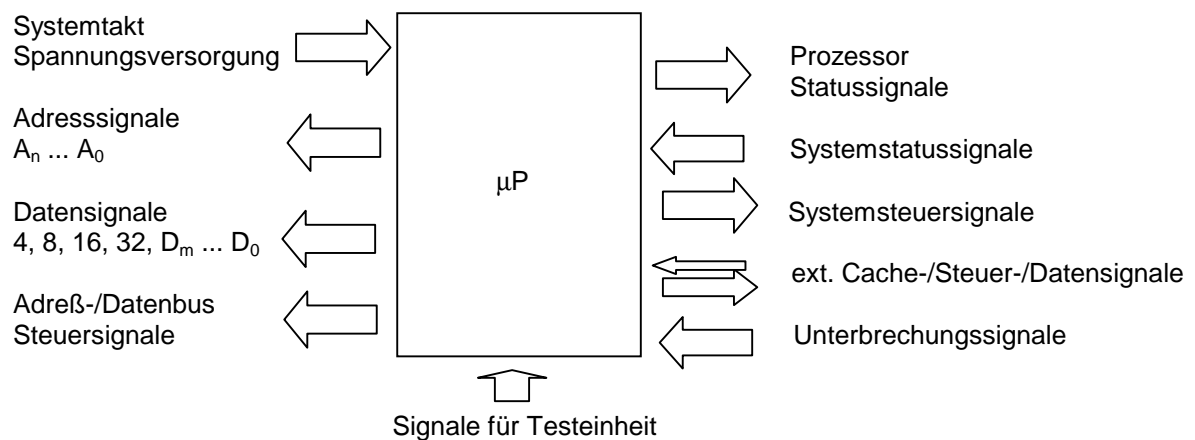 Systemtakt
Spannungsversorgung
Adresssignale
Aₙ ... A₀
Datensignale
4, 8, 16, 32, Dₘ ... D₀
Adreß-/Datenbus
Steuersignale
μP
Prozessor
Statussignale
Systemstatussignale
Systemsteuersignale
ext. Cache-/Steuer-/Datensignale
Unterbrechungssignale
Signale für Testeinheit